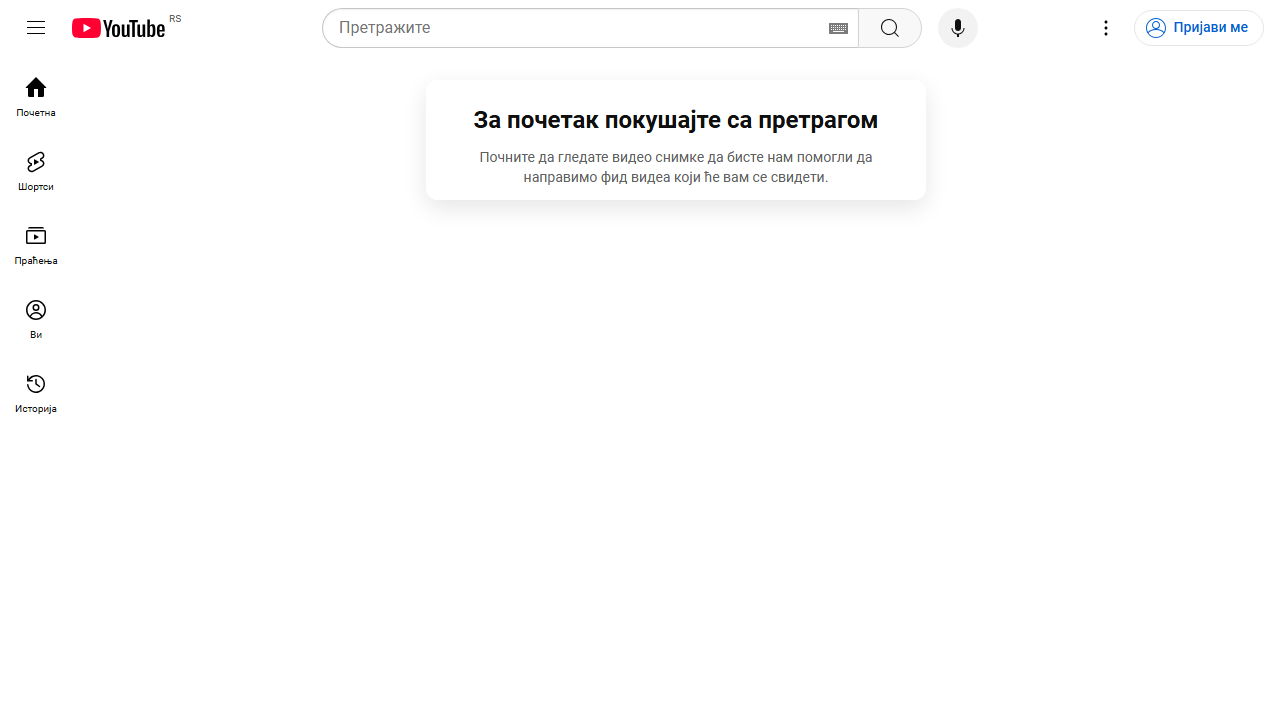 YouTube RS
Претражите
Пријави ме
Почетна
Шортси
Праћења
Ви
Историја
За почетак покушајте са претрагом
Почните да гледате видео снимке да бисте нам помогли да
направимо фид видеа који ће вам се свидети.